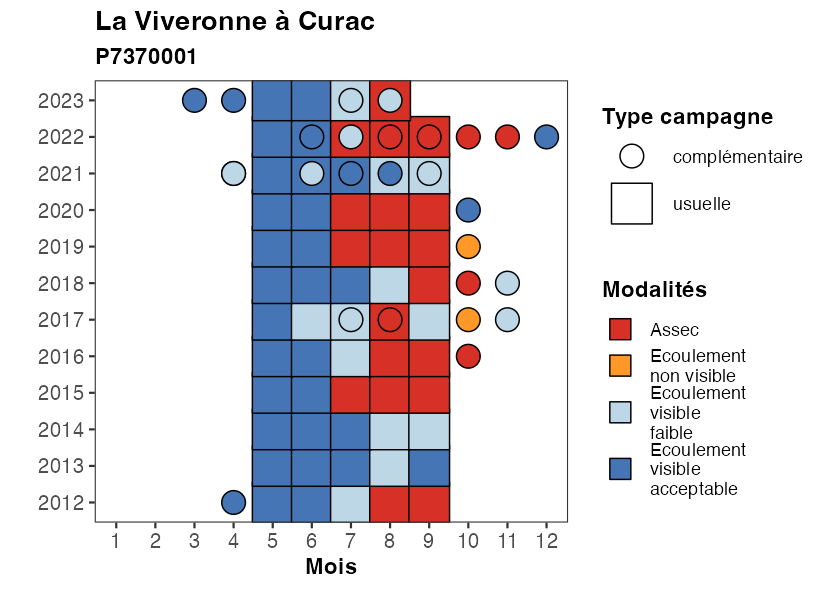 La Viveronne à Curac
P7370001
2023
2022
2021
2020
2019
2018
2017
2016
2015
2014
2013
2012
1 2 3 4 5 6 7 8 9 10 11 12
Mois
Type campagne
complémentaire
usuelle
Modalités
Assec
Ecoulement
non visible
Ecoulement
visible
faible
Ecoulement
visible
acceptable